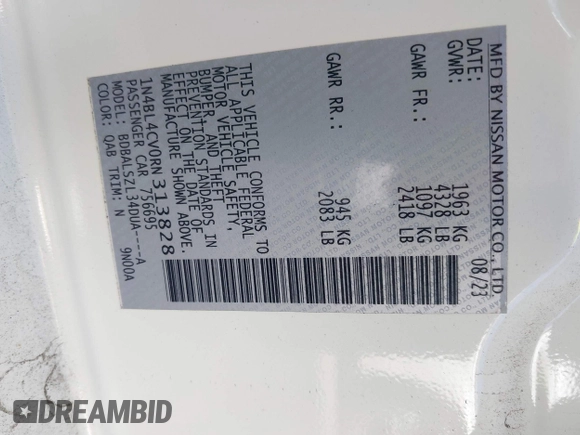 MFD BY NISSAN MOTOR CO., LTD
DATE: 08/23
GVWR: 1963 KG
4328 LB
GAWR FR.: 1097 KG
2418 LB
GAWR RR.: 945 KG
2083 LB
THIS VEHICLE CONFORMS TO
ALL APPLICABLE FEDERAL
MOTOR VEHICLE SAFETY,
BUMPER, AND THEFT
PREVENTION STANDARDS IN
EFFECT ON THE DATE OF
MANUFACTURE SHOWN ABOVE.
1N4BL4CV0RN313828
PASSENGER CAR 756695
MODEL: BDBALSZL34DUA----A
COLOR: QAB TRIM: N 9N00A
DREAMBID